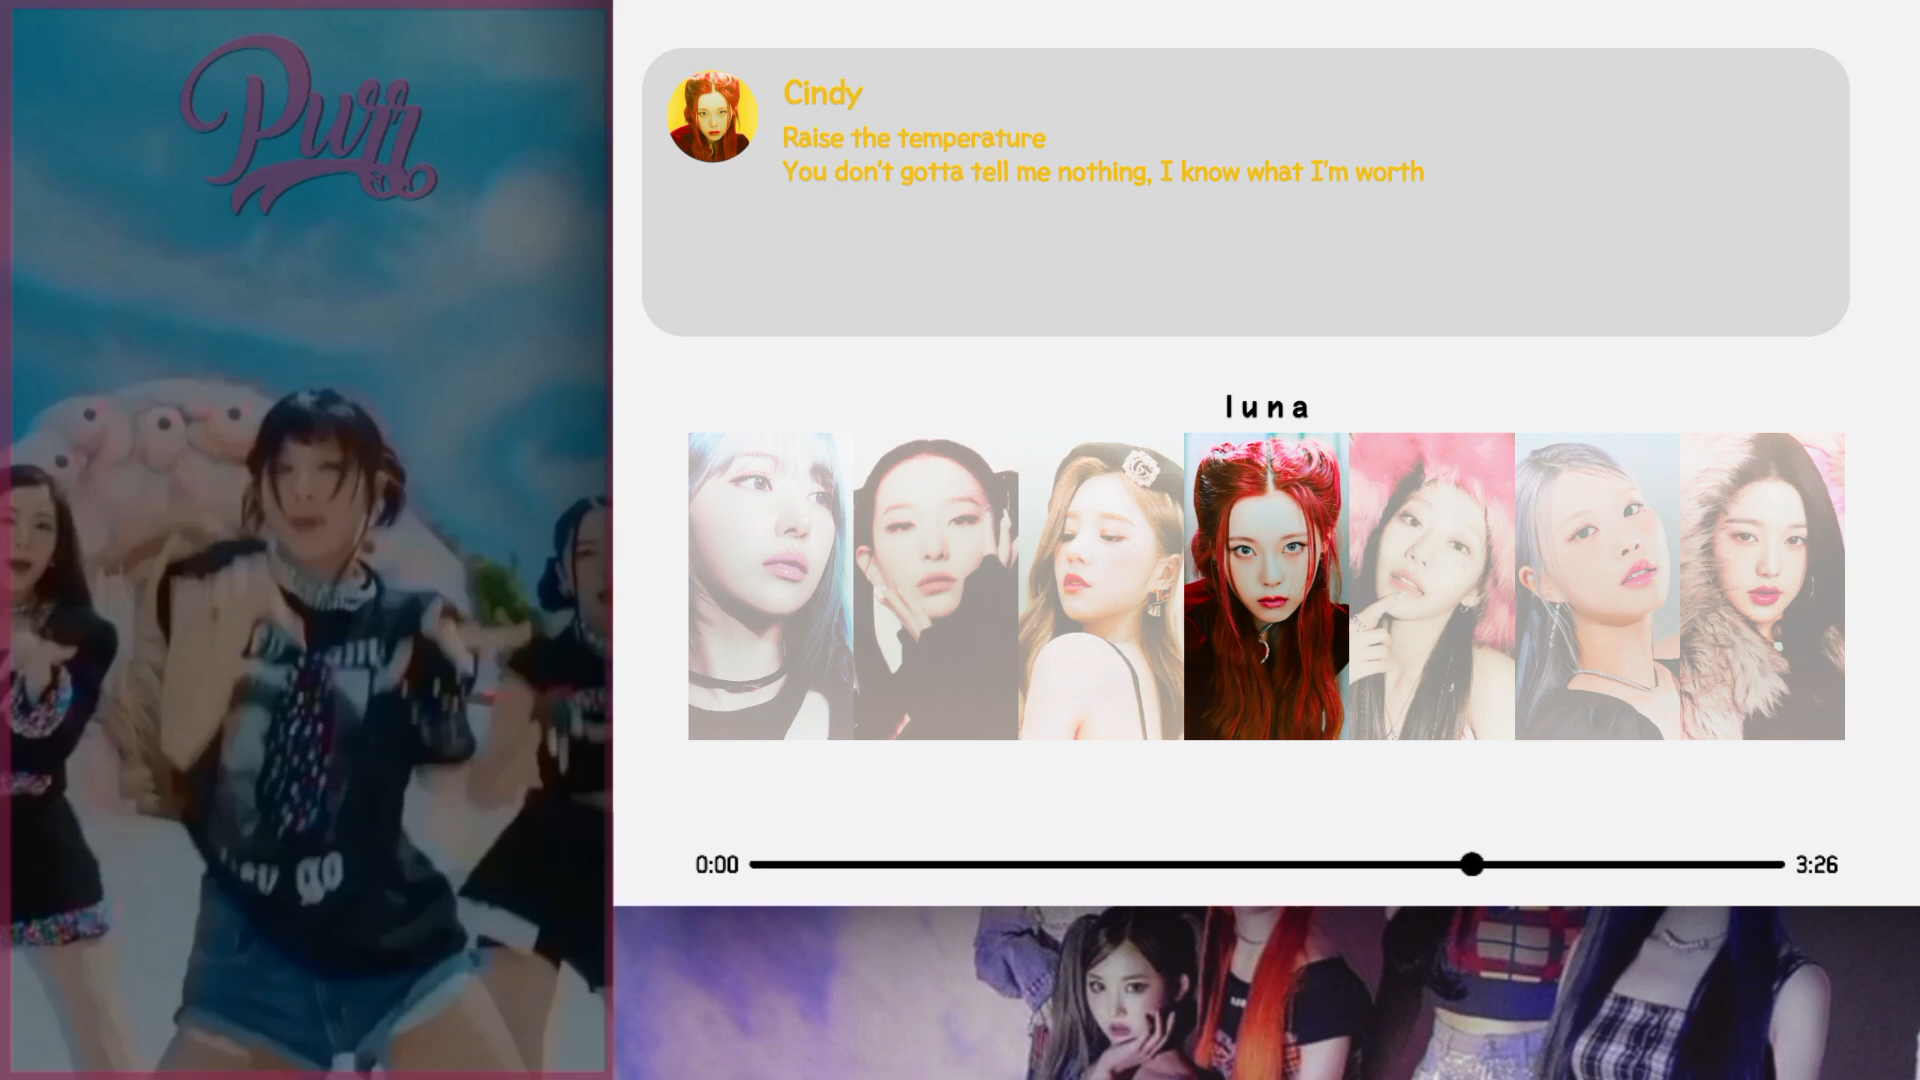 Purr
Cindy
Raise the temperature
You don't gotta tell me nothing, I know what I'm worth
luna
0:00
3:26